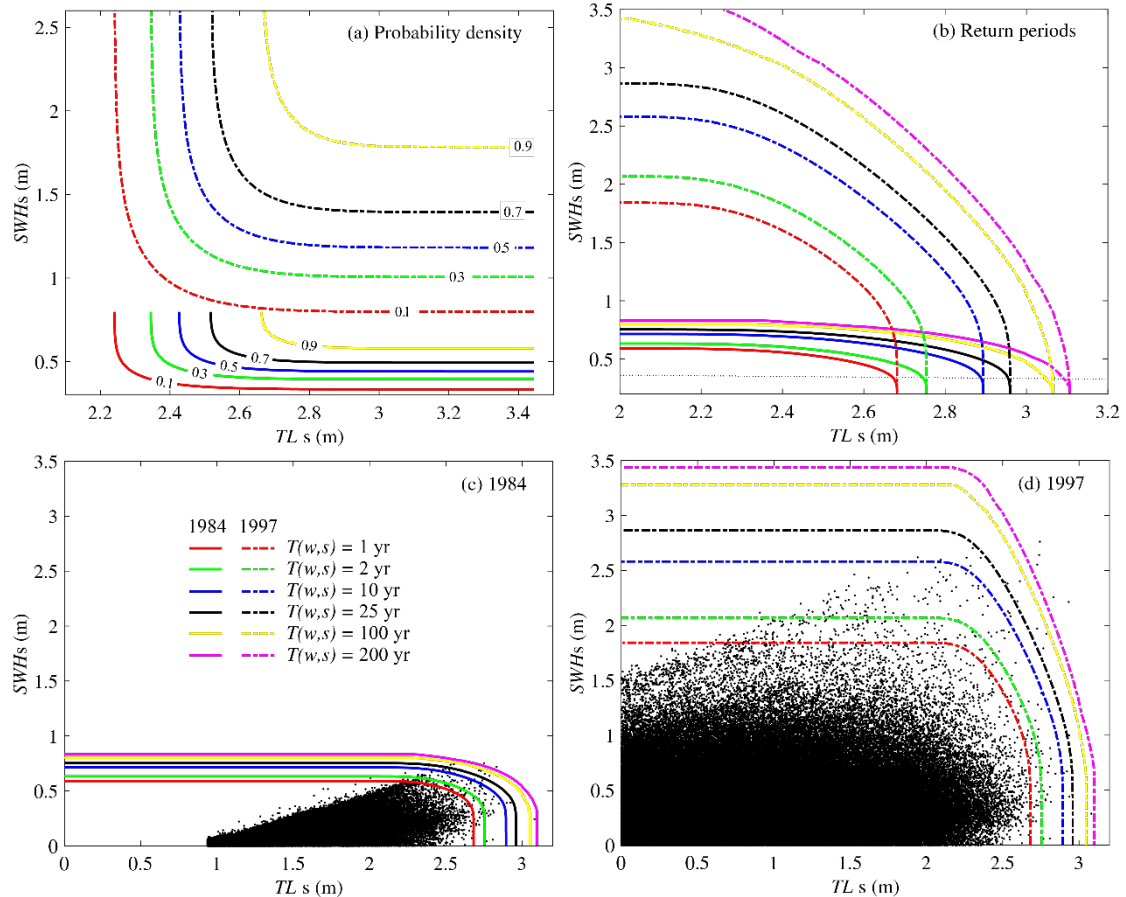 (a) Probability density
2.5
2
1.5
1
0.5
0.9
0.7
0.5
0.3
0.1
0.9
0.7
0.5
0.3
0.1
2.2 2.4 2.6 2.8 3 3.2 3.4
SWHs (m)
TL s (m)
(b) Return periods
3.5
3
2.5
2
1.5
1
0.5
2 2.2 2.4 2.6 2.8 3 3.2
SWHs (m)
TL s (m)
(c) 1984
3.5
3
2.5
2
1.5
1
0.5
0
1984 1997
T(w,s) = 1 yr
T(w,s) = 2 yr
T(w,s) = 10 yr
T(w,s) = 25 yr
T(w,s) = 100 yr
T(w,s) = 200 yr
0 0.5 1 1.5 2 2.5 3
SWHs (m)
TL s (m)
(d) 1997
3.5
3
2.5
2
1.5
1
0.5
0
0 0.5 1 1.5 2 2.5 3
SWHs (m)
TL s (m)